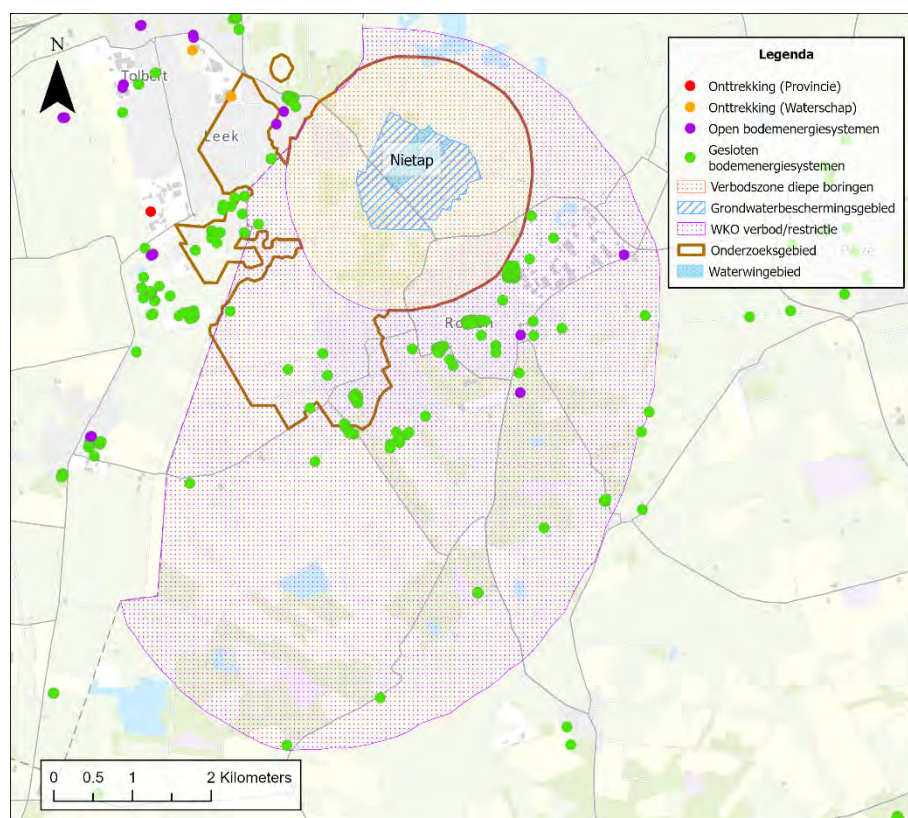 N
Tolbert
Leek
Nietap
Roden
Peize
Legenda
Onttrekking (Provincie)
Onttrekking (Waterschap)
Open bodemenergiesystemen
Gesloten
bodemenergiesystemen
Verbodszone diepe boringen
Grondwaterbeschermingsgebied
WKO verbod/restrictie
Onderzoeksgebied
Waterwingebied
0 0.5 1 2 Kilometers